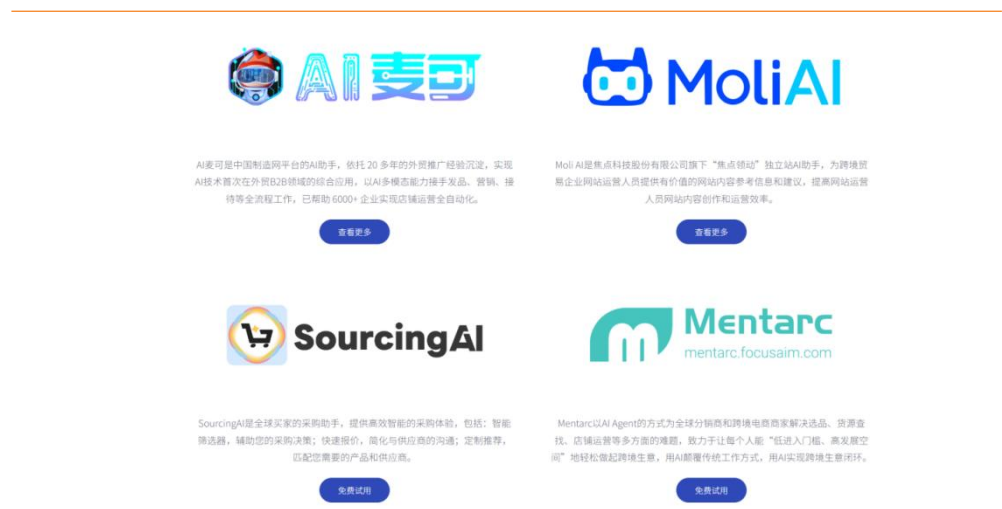 AI麦可
MoliAI
AI麦可是中国制造网平台的AI助手，依托 20 多年的外贸推广经验沉淀，实现
AI技术首次在外贸B2B领域的综合应用，以AI多模态能力接手发品、营销、接
待等全流程工作，已帮助 6000+ 企业实现店铺运营全自动化。
查看更多
Moli AI是焦点科技股份有限公司旗下“焦点领动”独立站AI助手，为跨境贸
易企业网站运营人员提供有价值的网站内容参考信息和建议，提高网站运营
人员网站内容创作和运营效率。
查看更多
SourcingAI
Mentarc
mentarc.focusaim.com
SourcingAI是全球买家的采购助手，提供高效智能的采购体验，包括：智能
筛选器，辅助您的采购决策；快速报价，简化与供应商的沟通；定制推荐，
匹配您需要的产品和供应商。
免费试用
Mentarc以AI Agent的方式为全球分销商和跨境电商商家解决选品、货源查
找、店铺运营等多方面的难题，致力于让每个人能“低进入门槛、高发展空
间”地轻松做起跨境生意，用AI颠覆传统工作方式，用AI实现跨境生意闭环。
免费试用